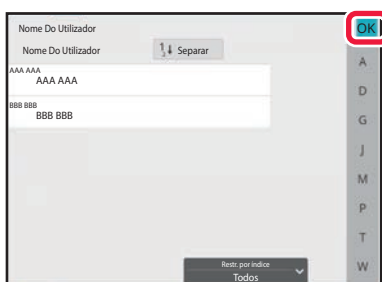 Nome Do Utilizador
OK
Nome Do Utilizador
Separar
A
AAA AAA
AAA AAA
D
BBB BBB
BBB BBB
G
J
M
P
T
Restr. por índice
W
Todos